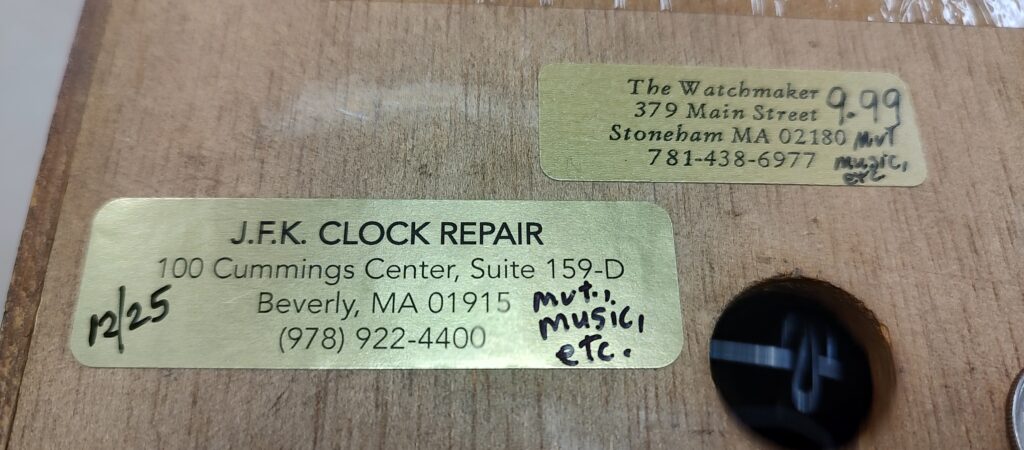 The Watchmaker 9.99
379 Main Street
Stoneham MA 02180 Mvt
781-438-6977 music,
etc
J.F.K. CLOCK REPAIR
100 Cummings Center, Suite 159-D
Beverly, MA 01915 mvt.,
(978) 922-4400 music,
etc.
12/25